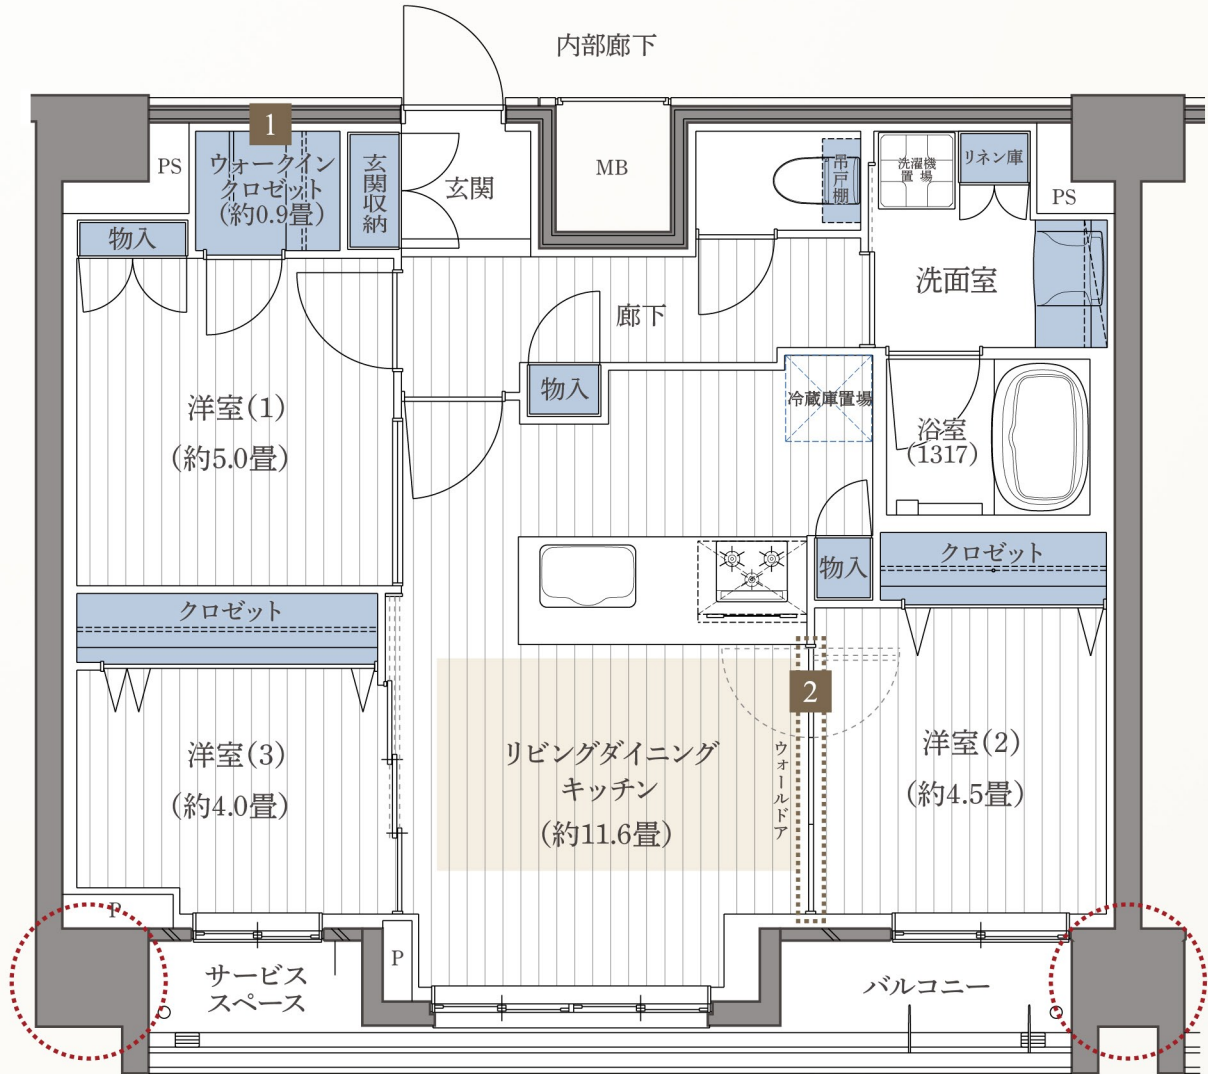 内部廊下
1
PS
ウォークイン
クロゼット
(約0.9畳)
玄関収納
玄関
MB
吊戸棚
洗濯機
置場
リネン庫
PS
物入
洗面室
廊下
物入
冷蔵庫置場
洋室(1)
(約5.0畳)
浴室
(1317)
クロゼット
物入
クロゼット
2
洋室(3)
(約4.0畳)
リビングダイニング
キッチン
(約11.6畳)
ウォールドア
洋室(2)
(約4.5畳)
P
P
サービス
スペース
バルコニー